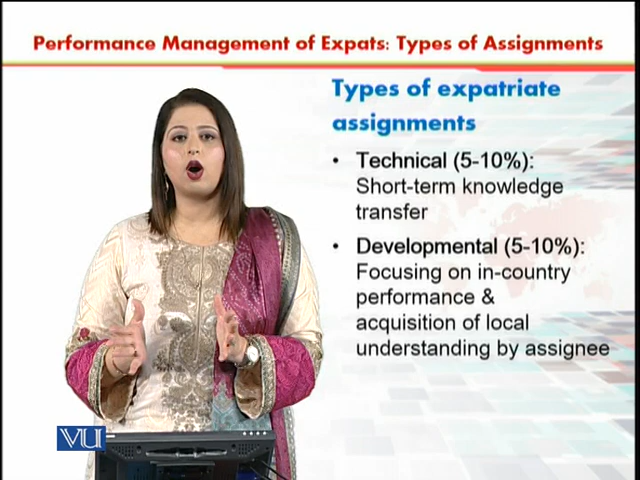 Performance Management of Expats: Types of Assignments
Types of expatriate
assignments
• Technical (5-10%):
Short-term knowledge
transfer
• Developmental (5-10%):
Focusing on in-country
performance &
acquisition of local
understanding by assignee
VU